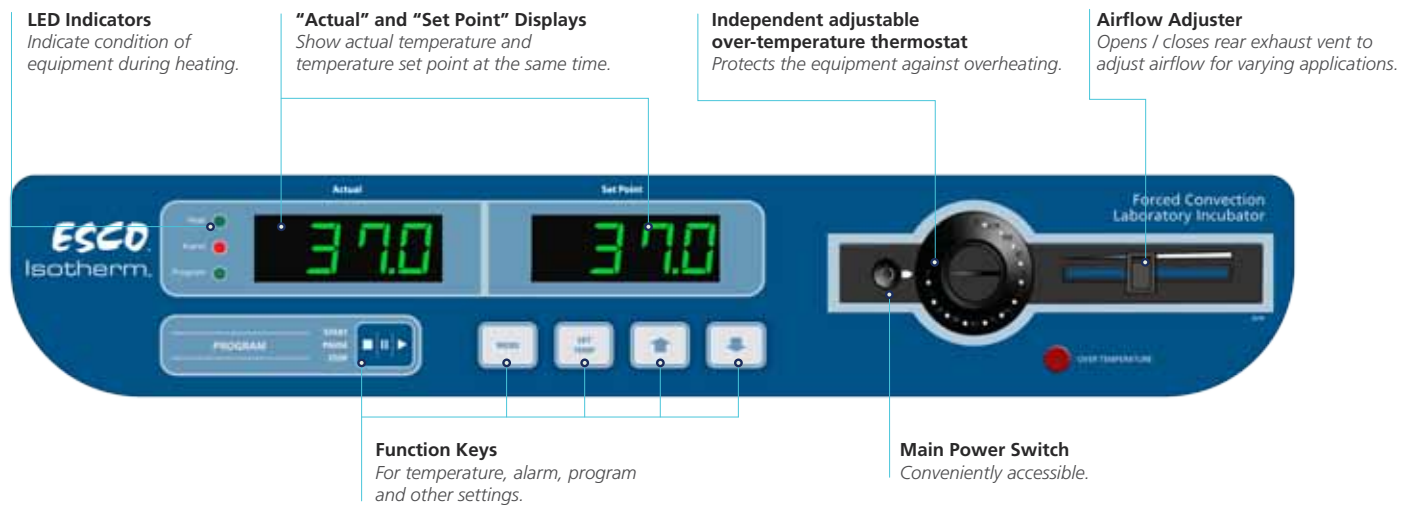 LED Indicators
Indicate condition of
equipment during heating.
“Actual” and “Set Point” Displays
Show actual temperature and
temperature set point at the same time.
Independent adjustable
over-temperature thermostat
Protects the equipment against overheating.
Airflow Adjuster
Opens / closes rear exhaust vent to
adjust airflow for varying applications.
Actual
Set Point
ESCO
Isotherm.
Heat
Alarm
Program
37.0
37.0
Forced Convection
Laboratory Incubator
PROGRAM
START
PAUSE
STOP
MENU
SET
TEMP
OVER TEMPERATURE
Function Keys
For temperature, alarm, program
and other settings.
Main Power Switch
Conveniently accessible.